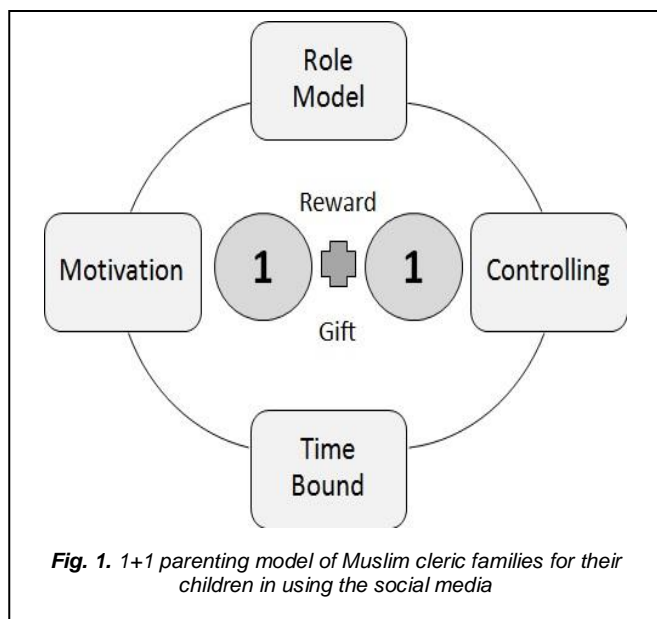 Role
Model
Reward
Motivation
1
1
Controlling
Gift
Time
Bound
Fig. 1. 1+1 parenting model of Muslim cleric families for their
children in using the social media